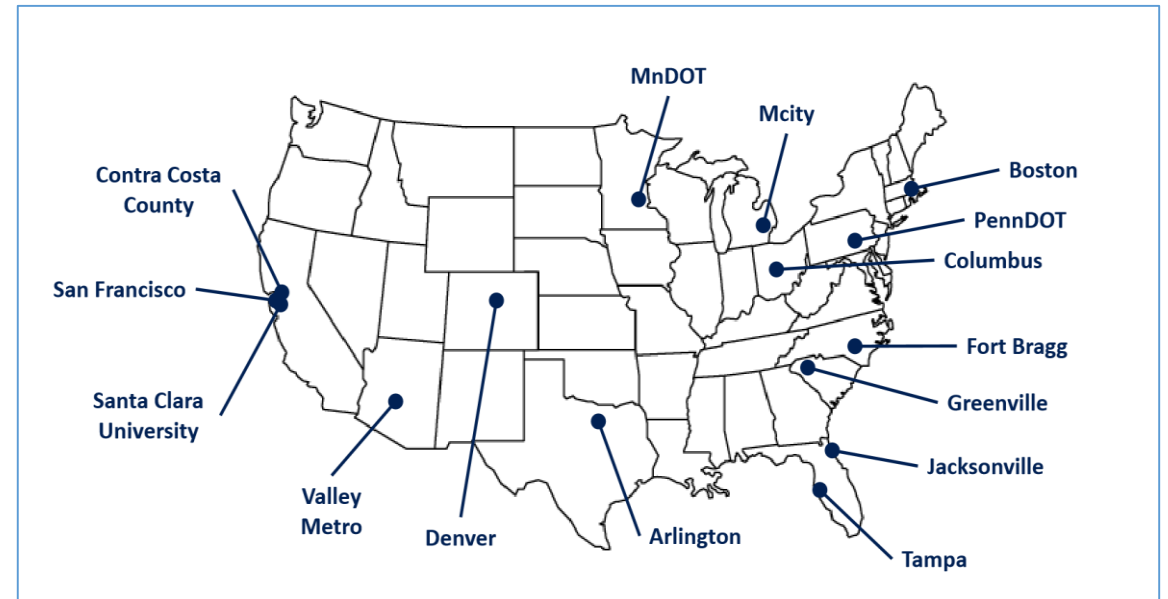 MnDOT
Mcity
Boston
Contra Costa
County
PennDOT
Columbus
San Francisco
Fort Bragg
Santa Clara
University
Greenville
Jacksonville
Valley
Metro
Denver
Arlington
Tampa